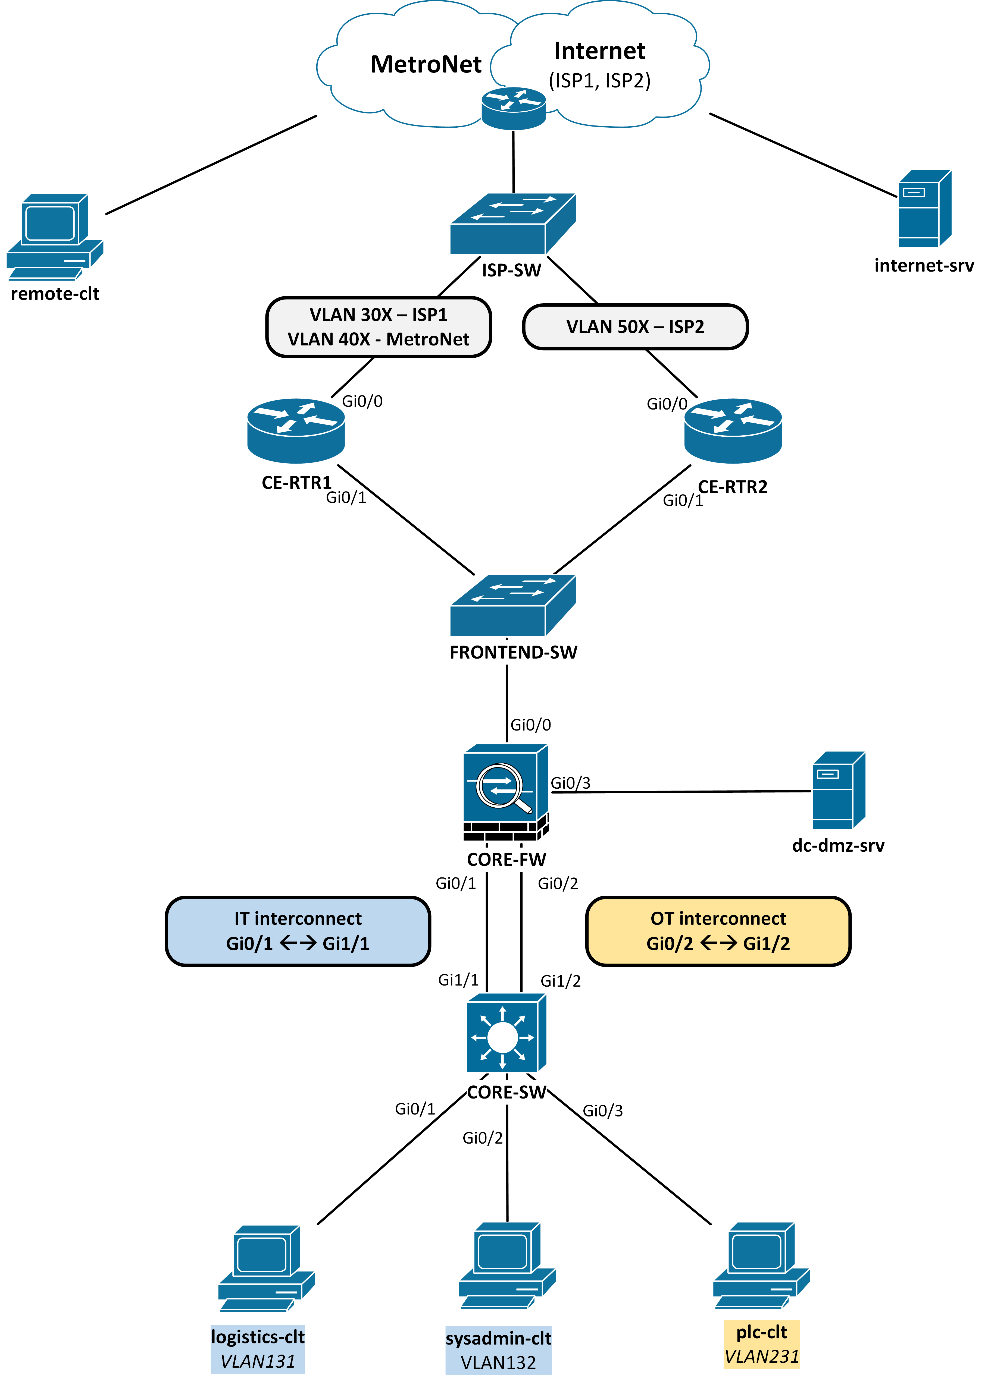 MetroNet
Internet
(ISP1, ISP2)
remote-clt
ISP-SW
internet-srv
VLAN 30X – ISP1
VLAN 40X - MetroNet
VLAN 50X – ISP2
Gi0/0
Gi0/0
CE-RTR1
CE-RTR2
Gi0/1
Gi0/1
FRONTEND-SW
Gi0/0
Gi0/3
dc-dmz-srv
CORE-FW
Gi0/1
Gi0/2
IT interconnect
Gi0/1 ←→ Gi1/1
OT interconnect
Gi0/2 ←→ Gi1/2
Gi1/1
Gi1/2
CORE-SW
Gi0/1
Gi0/2
Gi0/3
logistics-clt
VLAN131
sysadmin-clt
VLAN132
plc-clt
VLAN231